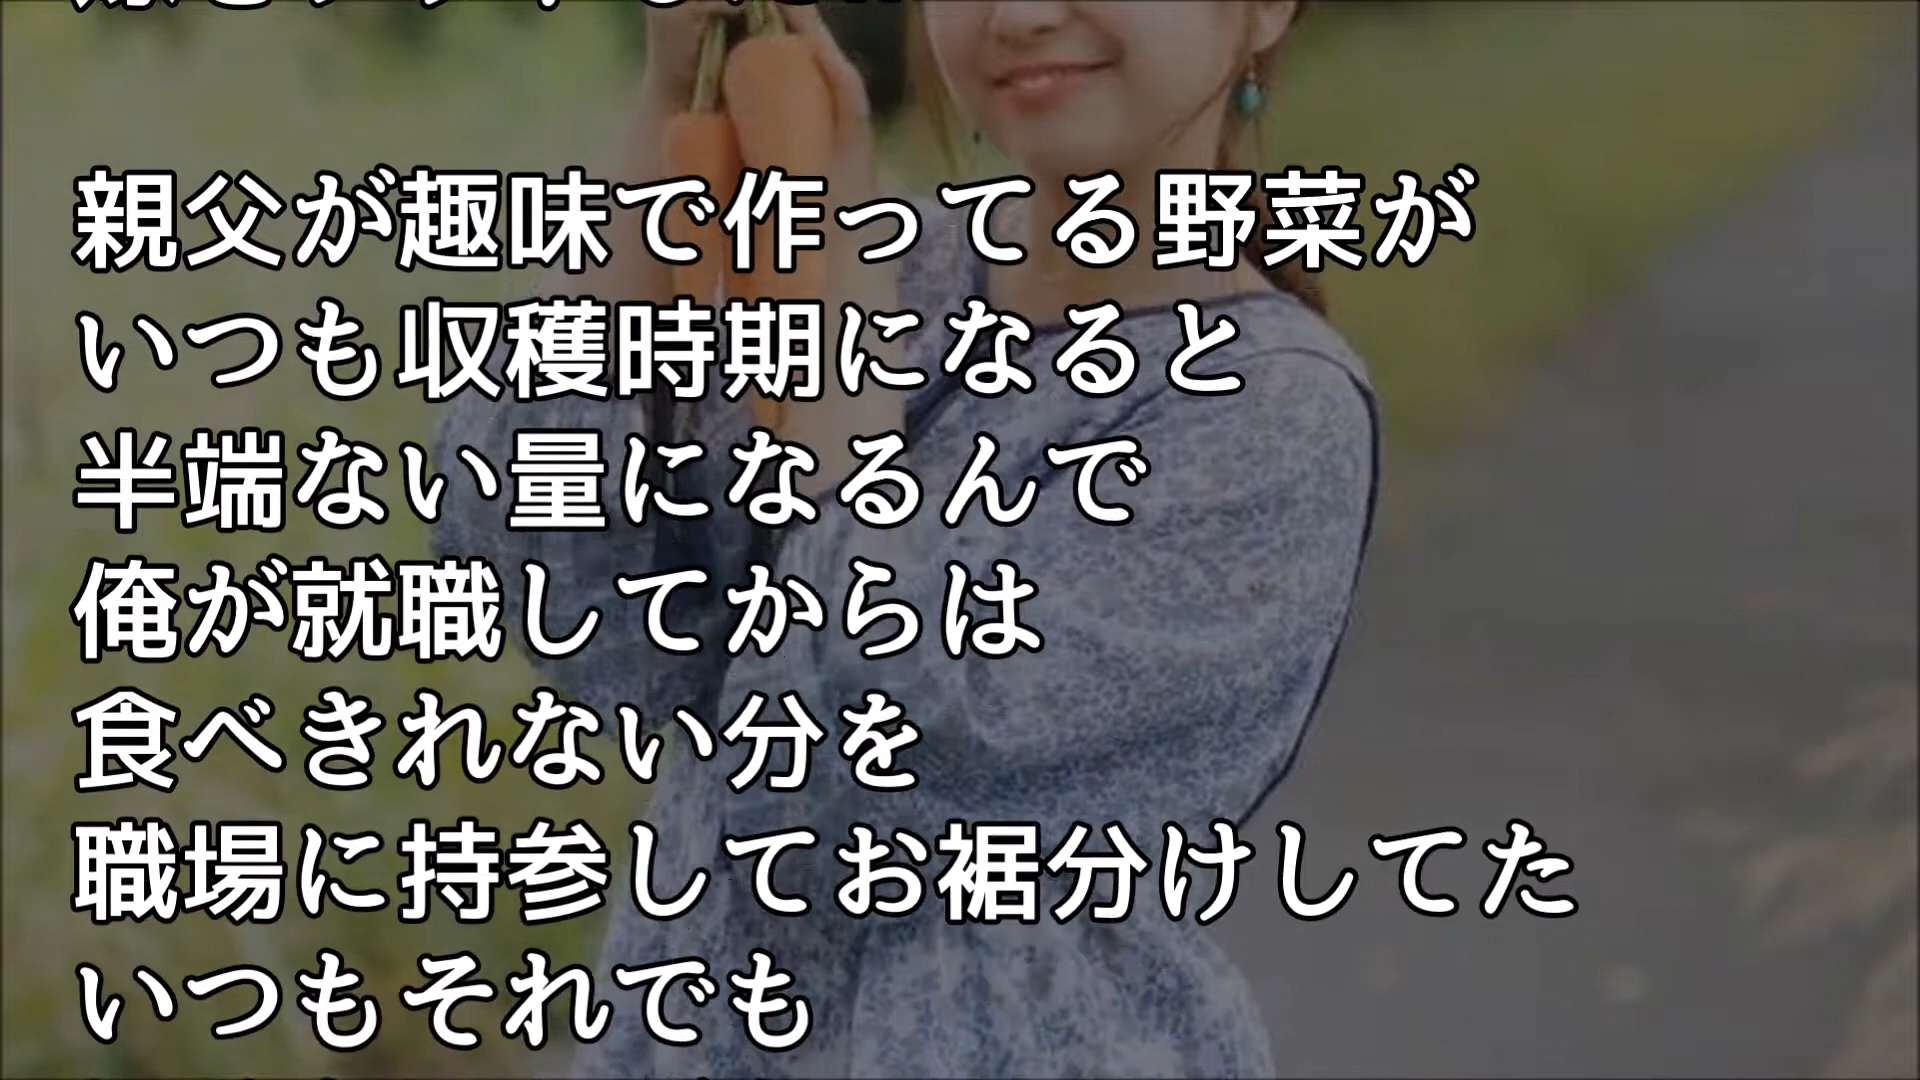 親父が趣味で作ってる野菜が
いつも収穫時期になると
半端ない量になるんで
俺が就職してからは
食べきれない分を
職場に持参してお裾分けしてた
いつもそれでも